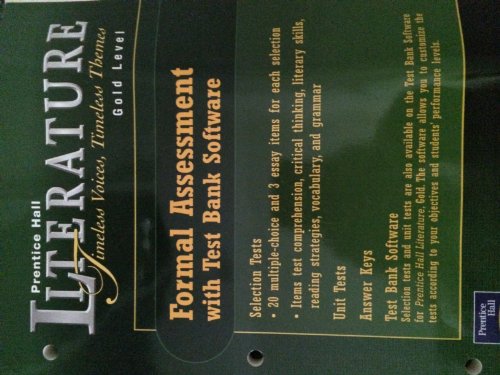 Prentice Hall
LITERATURE
Timeless Voices, Timeless Themes
Gold Level
Formal Assessment
with Test Bank Software
Selection Tests
• 20 multiple-choice and 3 essay items for each selection
• Items test comprehension, critical thinking, literary skills,
reading strategies, vocabulary, and grammar
Unit Tests
Answer Keys
Test Bank Software
Selection tests and unit tests are also available on the Test Bank Software
for Prentice Hall Literature, Gold. The software allows you to customize the
tests according to your objectives and students' performance levels.
Prentice
Hall